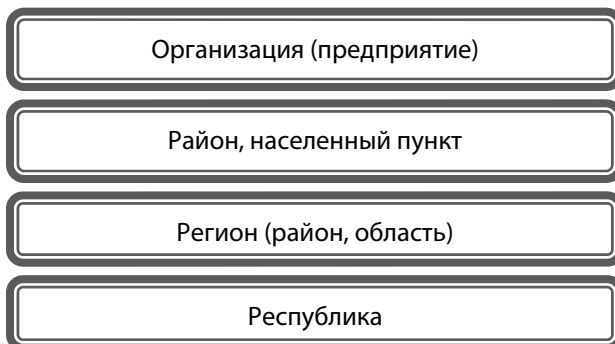 Организация (предприятие)
Район, населенный пункт
Регион (район, область)
Республика